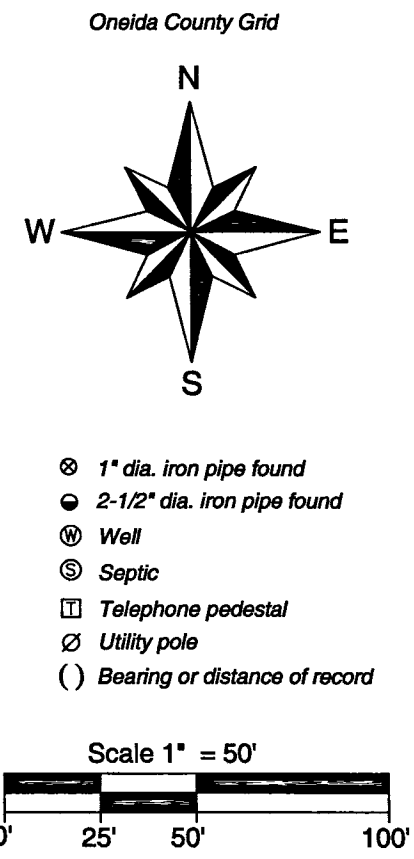 Oneida County Grid
N
W E
S
⊗ 1" dia. iron pipe found
◒ 2-1/2" dia. iron pipe found
Ⓦ Well
Ⓢ Septic
T Telephone pedestal
Ø Utility pole
( ) Bearing or distance of record
Scale 1" = 50'
0' 25' 50' 100'